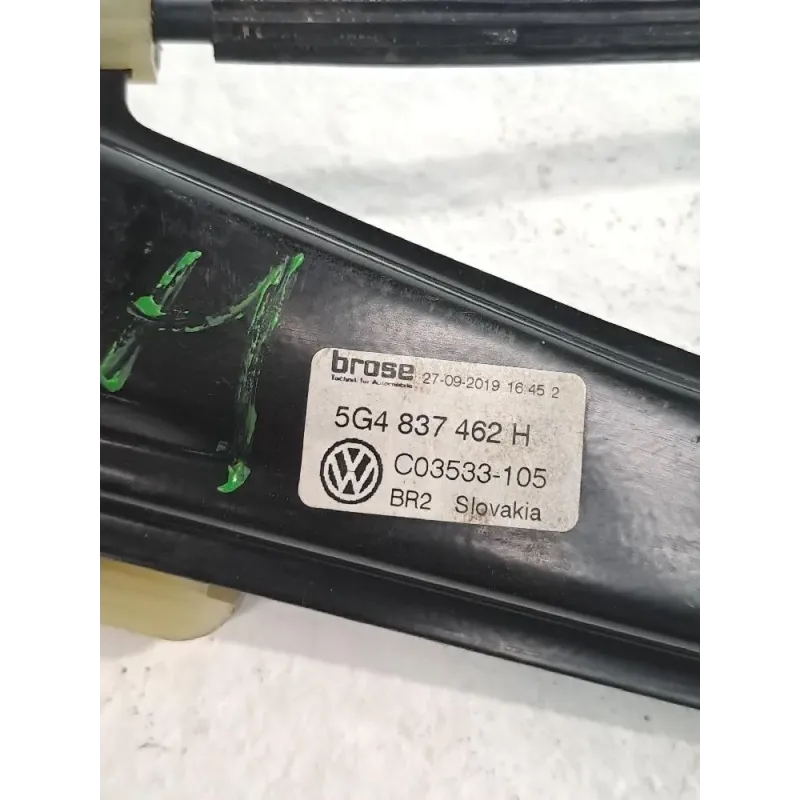 brose 27-09-2019 16:45 2
Technik für Automobile
5G4 837 462 H
C03533-105
BR2 Slovakia